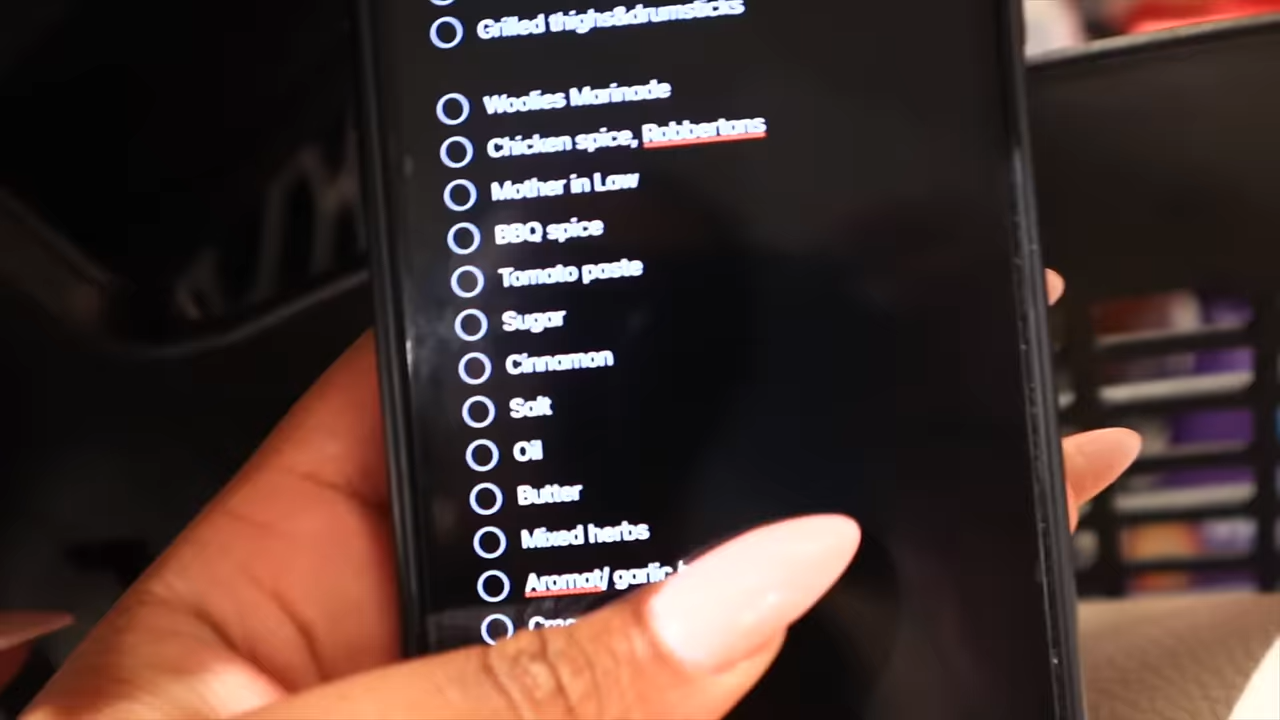 Grilled thighs&drumsticks
Woolies Marinade
Chicken spice, Robbertons
Mother in Law
BBQ spice
Tomato paste
Sugar
Cinnamon
Salt
Oil
Butter
Mixed herbs
Aromat/ garlic